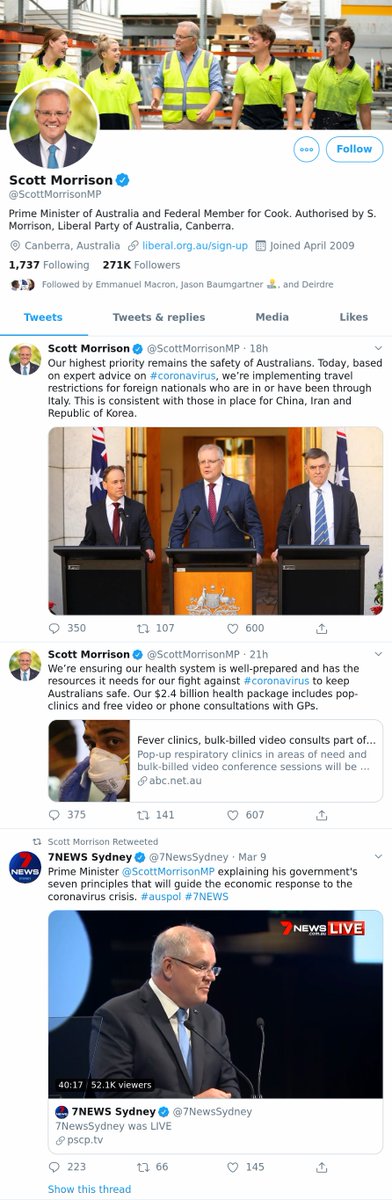 Follow
Scott Morrison
@ScottMorrisonMP
Prime Minister of Australia and Federal Member for Cook. Authorised by S.
Morrison, Liberal Party of Australia, Canberra.
Canberra, Australia liberal.org.au/sign-up Joined April 2009
1,737 Following 271K Followers
Followed by Emmanuel Macron, Jason Baumgartner , and Deirdre
Tweets Tweets & replies Media Likes
Scott Morrison @ScottMorrisonMP · 18h
Our highest priority remains the safety of Australians. Today, based
on expert advice on #coronavirus, we’re implementing travel
restrictions for foreign nationals who are in or have been through
Italy. This is consistent with those in place for China, Iran and
Republic of Korea.
350 107 600
Scott Morrison @ScottMorrisonMP · 21h
We’re ensuring our health system is well-prepared and has the
resources it needs for our fight against #coronavirus to keep
Australians safe. Our $2.4 billion health package includes pop-
clinics and free video or phone consultations with GPs.
Fever clinics, bulk-billed video consults part of...
Pop-up respiratory clinics in areas of need and
bulk-billed video conference sessions will be ...
abc.net.au
375 141 607
Scott Morrison Retweeted
7NEWS Sydney @7NewsSydney · Mar 9
Prime Minister @ScottMorrisonMP explaining his government's
seven principles that will guide the economic response to the
coronavirus crisis. #auspol #7NEWS
7NEWS LIVE
.com.au
40:17 52.1K viewers
7NEWS Sydney @7NewsSydney
7NewsSydney was LIVE
pscp.tv
223 66 145
Show this thread